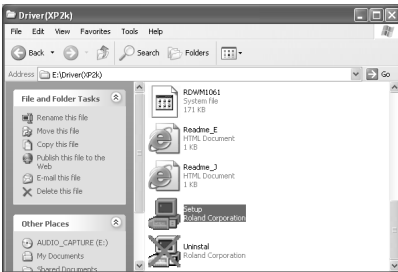 Driver(XP2k)
File Edit View Favorites Tools Help
Back Search Folders
Address E:\Driver(XP2k) Go
File and Folder Tasks
Rename this file
Move this file
Copy this file
Publish this file to the
Web
E-mail this file
Delete this file
Other Places
AUDIO_CAPTURE (E:)
My Documents
Shared Documents
RDWM1061
System file
171 KB
Readme_E
HTML Document
1 KB
Readme_J
HTML Document
1 KB
Setup
Roland Corporation
Uninstal
Roland Corporation